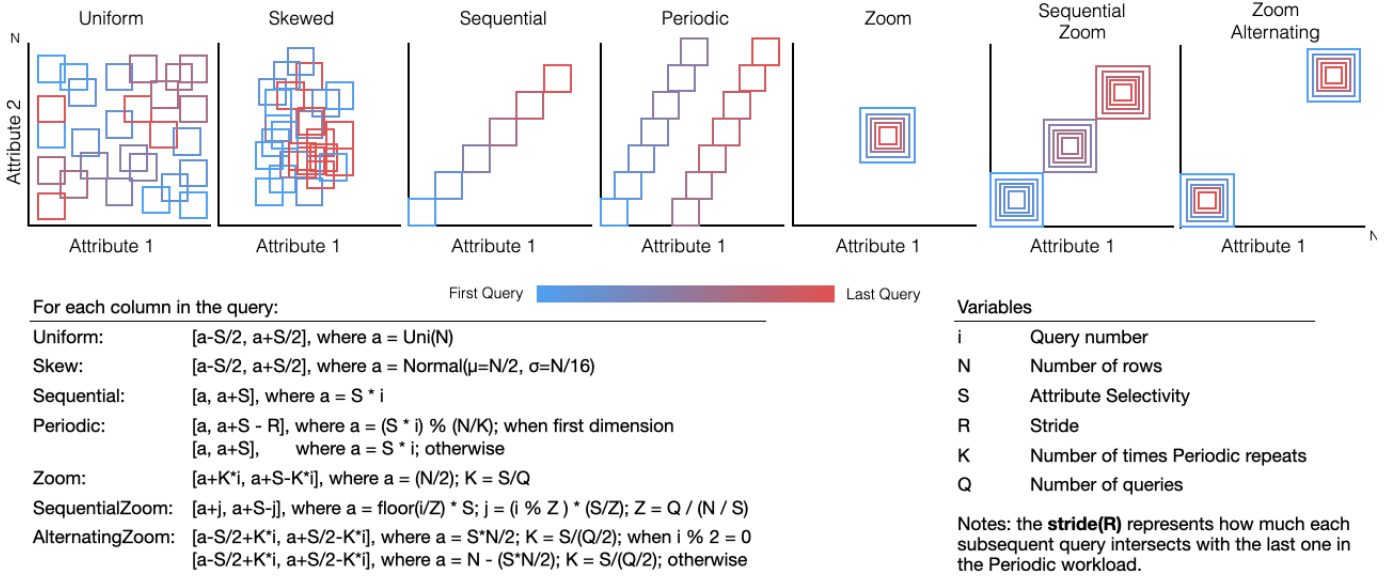 Uniform
Skewed
Sequential
Periodic
Zoom
Sequential
Zoom
Zoom
Alternating
N
Attribute 2
Attribute 1
Attribute 1
Attribute 1
Attribute 1
Attribute 1
Attribute 1
Attribute 1
N
First Query
Last Query
For each column in the query:
Uniform: [a-S/2, a+S/2], where a = Uni(N)
Skew: [a-S/2, a+S/2], where a = Normal(μ=N/2, σ=N/16)
Sequential: [a, a+S], where a = S * i
Periodic: [a, a+S - R], where a = (S * i) % (N/K); when first dimension
[a, a+S], where a = S * i; otherwise
Zoom: [a+K*i, a+S-K*i], where a = (N/2); K = S/Q
SequentialZoom: [a+j, a+S-j], where a = floor(i/Z) * S; j = (i % Z ) * (S/Z); Z = Q / (N / S)
AlternatingZoom: [a-S/2+K*i, a+S/2-K*i], where a = S*N/2; K = S/(Q/2); when i % 2 = 0
[a-S/2+K*i, a+S/2-K*i], where a = N - (S*N/2); K = S/(Q/2); otherwise
Variables
i Query number
N Number of rows
S Attribute Selectivity
R Stride
K Number of times Periodic repeats
Q Number of queries
Notes: the stride(R) represents how much each
subsequent query intersects with the last one in
the Periodic workload.